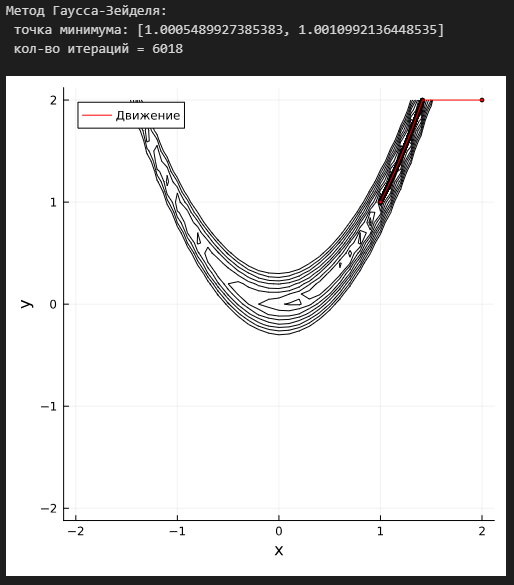 Метод Гаусса-Зейделя:
точка минимума: [1.0005489927385383, 1.0010992136448535]
кол-во итераций = 6018
2
Движение
1
y
0
−1
−2
−2 −1 0 1 2
x